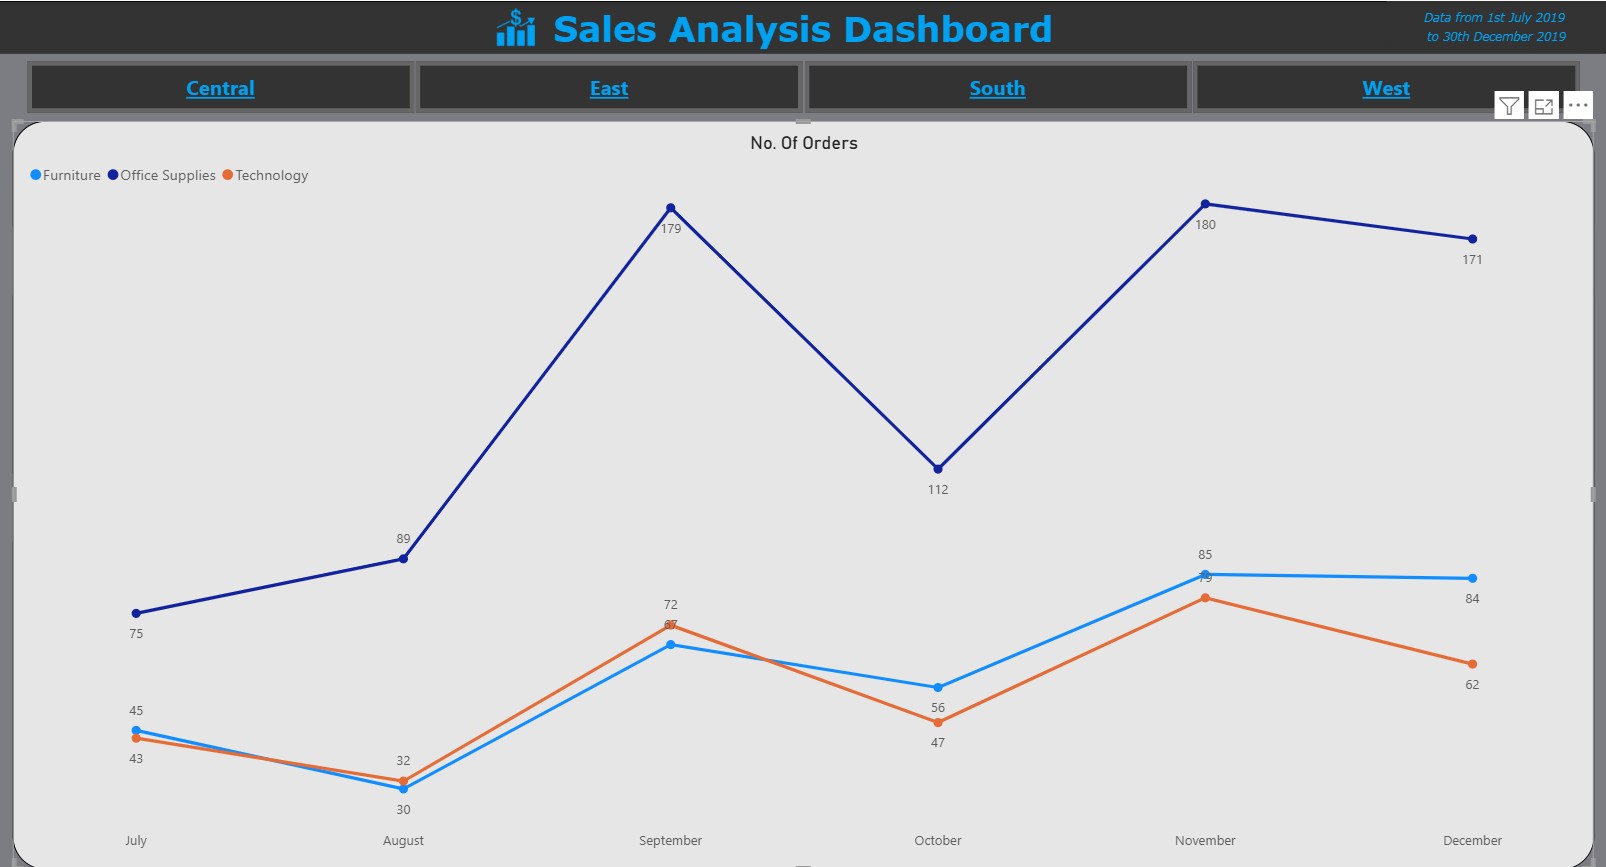 Sales Analysis Dashboard
Data from 1st July 2019
to 30th December 2019
Central East South West
No. Of Orders
Furniture Office Supplies Technology
179
180
171
112
89
85
79
84
75
72
67
62
45
56
43
47
32
30
July August September October November December